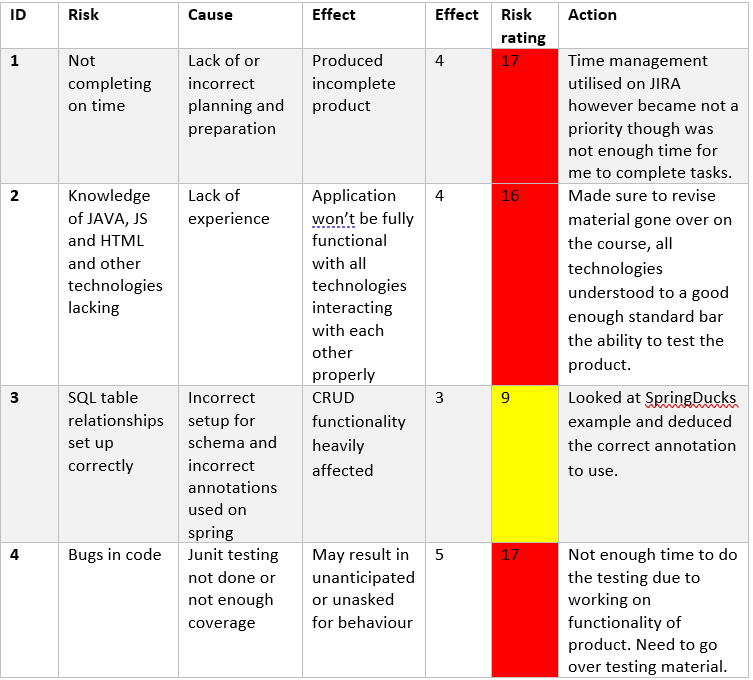 ID Risk Cause Effect Effect Risk
rating Action
1 Not
completing
on time
Lack of or
incorrect
planning and
preparation
Produced
incomplete
product
4
17
Time management
utilised on JIRA
however became not a
priority though was
not enough time for
me to complete tasks.
2 Knowledge
of JAVA, JS
and HTML
and other
technologies
lacking
Lack of
experience
Application
won’t be fully
functional
with all
technologies
interacting
with each
other
properly
4
16
Made sure to revise
material gone over on
the course, all
technologies
understood to a good
enough standard bar
the ability to test the
product.
3 SQL table
relationships
set up
correctly
Incorrect
setup for
schema and
incorrect
annotations
used on
spring
CRUD
functionality
heavily
affected
3
9
Looked at SpringDucks
example and deduced
the correct annotation
to use.
4 Bugs in code
Junit testing
not done or
not enough
coverage
May result in
unanticipated
or unasked
for behaviour
5
17
Not enough time to do
the testing due to
working on
functionality of
product. Need to go
over testing material.